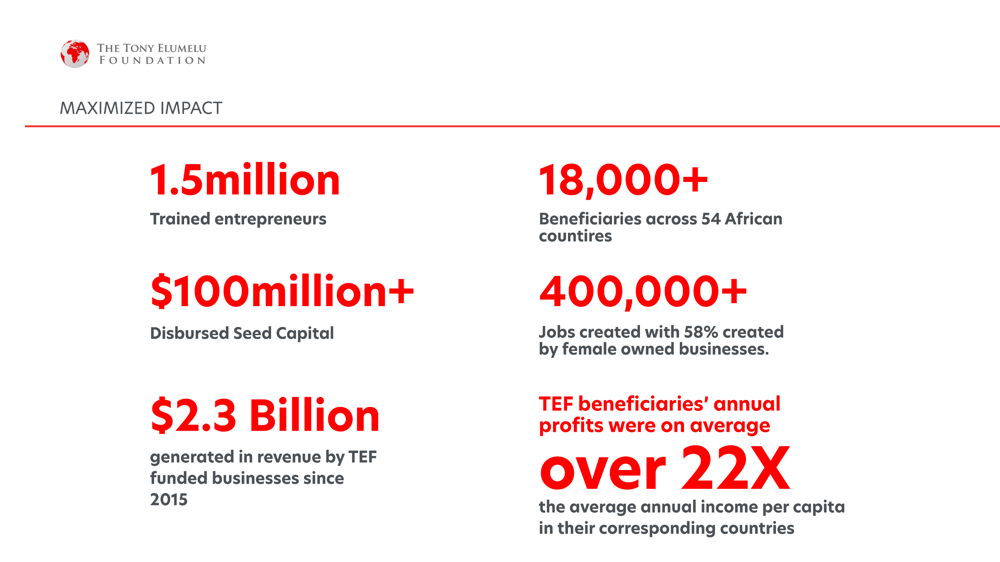 THE TONY ELUMELU
FOUNDATION
MAXIMIZED IMPACT
1.5million
Trained entrepreneurs
18,000+
Beneficiaries across 54 African
countires
$100million+
Disbursed Seed Capital
400,000+
Jobs created with 58% created
by female owned businesses.
$2.3 Billion
generated in revenue by TEF
funded businesses since
2015
TEF beneficiaries’ annual
profits were on average
over 22X
the average annual income per capita
in their corresponding countries